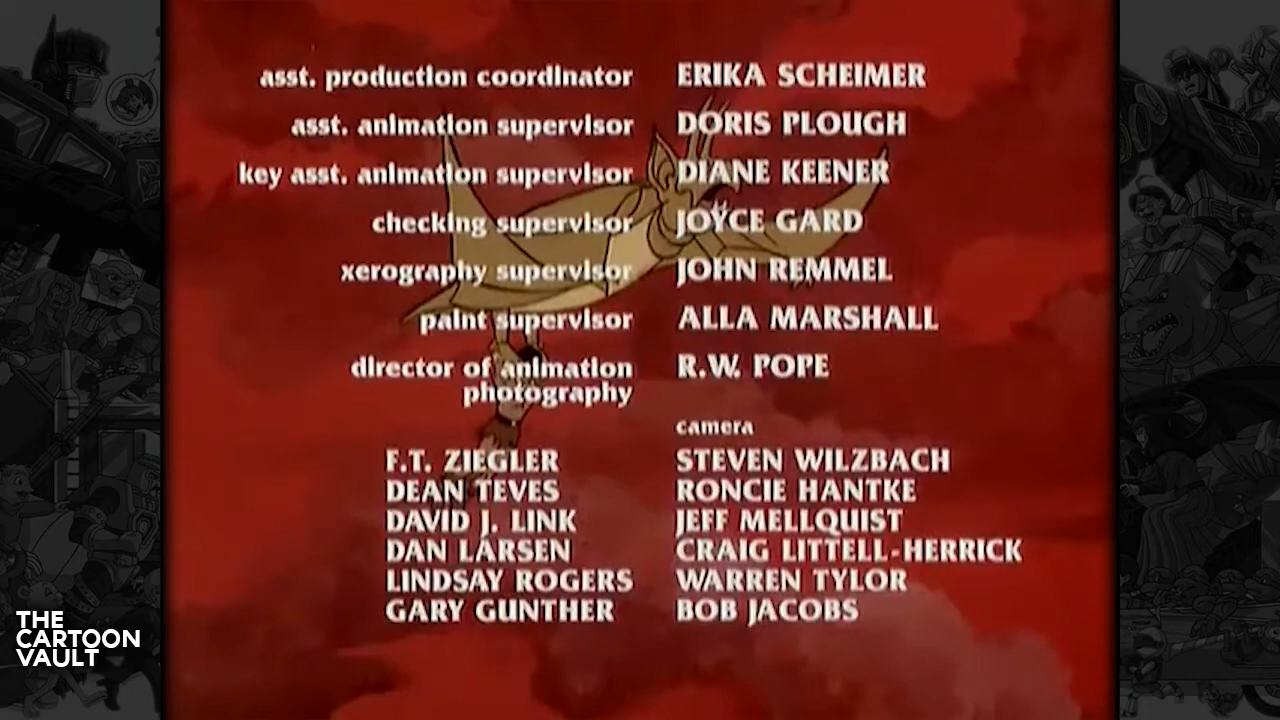 asst. production coordinator ERIKA SCHEIMER
asst. animation supervisor DORIS PLOUGH
key asst. animation supervisor DIANE KEENER
checking supervisor JOYCE GARD
xerography supervisor JOHN REMMEL
paint supervisor ALLA MARSHALL
director of animation R.W. POPE
photography
camera
F.T. ZIEGLER STEVEN WILZBACH
DEAN TEVES RONCIE HANTKE
DAVID J. LINK JEFF MELLQUIST
DAN LARSEN CRAIG LITTELL-HERRICK
LINDSAY ROGERS WARREN TYLOR
GARY GUNTHER BOB JACOBS
THE
CARTOON
VAULT